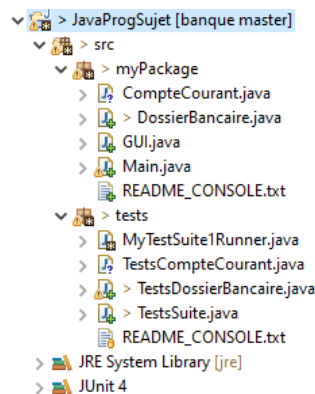 > JavaProgSujet [banque master]
> src
> myPackage
CompteCourant.java
> DossierBancaire.java
GUI.java
Main.java
README_CONSOLE.txt
> tests
MyTestSuite1Runner.java
TestsCompteCourant.java
> TestsDossierBancaire.java
> TestsSuite.java
README_CONSOLE.txt
JRE System Library [jre]
JUnit 4